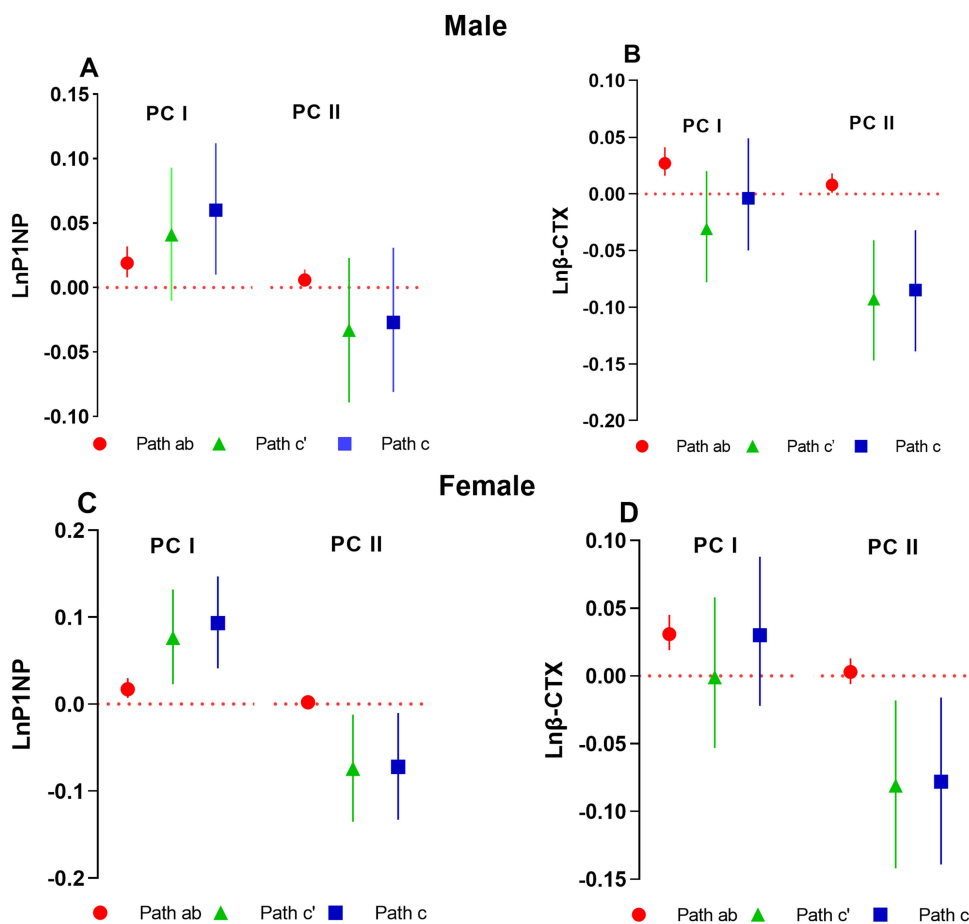 Male
A
PC I
PC II
LnP1NP
0.15
0.10
0.05
0.00
-0.05
-0.10
Path ab
Path c'
Path c
B
PC I
PC II
Lnβ-CTX
0.10
0.05
0.00
-0.05
-0.10
-0.15
-0.20
Path ab
Path c'
Path c
Female
C
PC I
PC II
LnP1NP
0.2
0.1
0.0
-0.1
-0.2
Path ab
Path c'
Path c
D
PC I
PC II
Lnβ-CTX
0.10
0.05
0.00
-0.05
-0.10
-0.15
Path ab
Path c'
Path c